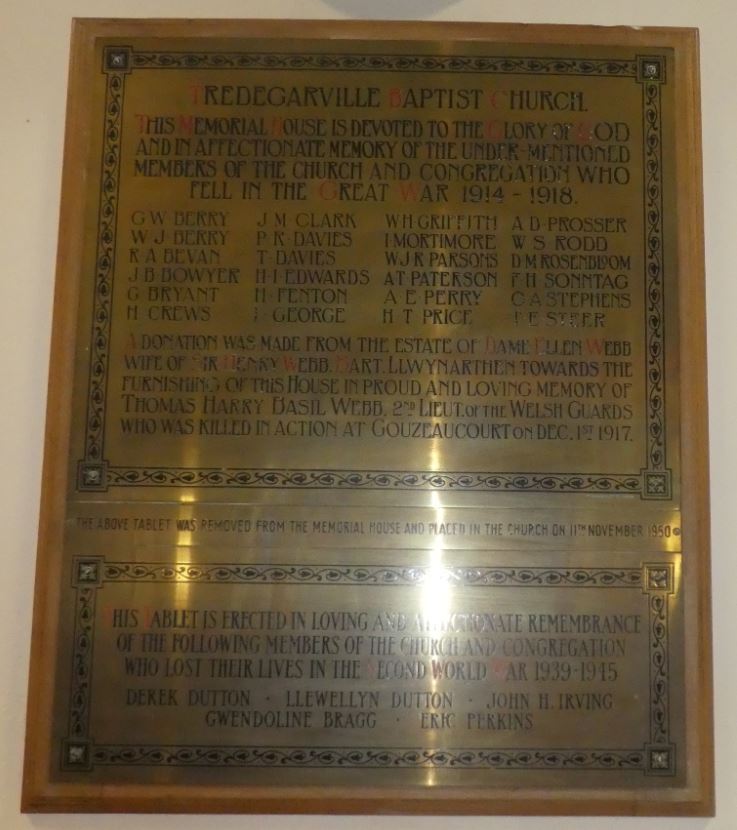 TREDEGARVILLE BAPTIST CHURCH.
THIS MEMORIAL HOUSE IS DEVOTED TO THE GLORY OF GOD
AND IN AFFECTIONATE MEMORY OF THE UNDER-MENTIONED
MEMBERS OF THE CHURCH AND CONGREGATION WHO
FELL IN THE GREAT WAR 1914 - 1918.
G W BERRY J M CLARK W H GRIFFITH A D PROSSER
W J BERRY P R DAVIES I MORTIMORE W S RODD
R A BEVAN T DAVIES W J R PARSONS D M ROSENBLOOM
J B BOWYER H I EDWARDS A T PATERSON F H SONNTAG
G BRYANT H FENTON A E PERRY C A STEPHENS
H CREWS GEORGE H T PRICE E STEER
A DONATION WAS MADE FROM THE ESTATE OF DAME ELLEN WEBB
WIFE OF SIR HENRY WEBB, BART. LLWYNARTHEN TOWARDS THE
FURNISHING OF THIS HOUSE IN PROUD AND LOVING MEMORY OF
THOMAS HARRY BASIL WEBB, 2ND LIEUT. OF THE WELSH GUARDS
WHO WAS KILLED IN ACTION AT GOUZEAUCOURT ON DEC. 1ST 1917.
THE ABOVE TABLET WAS REMOVED FROM THE MEMORIAL HOUSE AND PLACED IN THE CHURCH ON 11TH NOVEMBER 1950
THIS TABLET IS ERECTED IN LOVING AND AFFECTIONATE REMEMBRANCE
OF THE FOLLOWING MEMBERS OF THE CHURCH AND CONGREGATION
WHO LOST THEIR LIVES IN THE SECOND WORLD WAR 1939-1945
DEREK DUTTON · LLEWELLYN DUTTON · JOHN H. IRVING
GWENDOLINE BRAGG · ERIC PERKINS